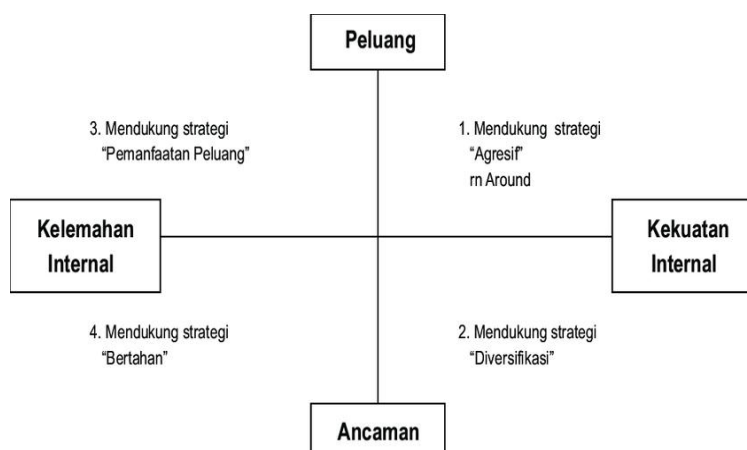 Peluang
3. Mendukung strategi
“Pemanfaatan Peluang”
1. Mendukung strategi
“Agresif”
rn Around
Kelemahan
Internal
Kekuatan
Internal
4. Mendukung strategi
“Bertahan”
2. Mendukung strategi
“Diversifikasi”
Ancaman